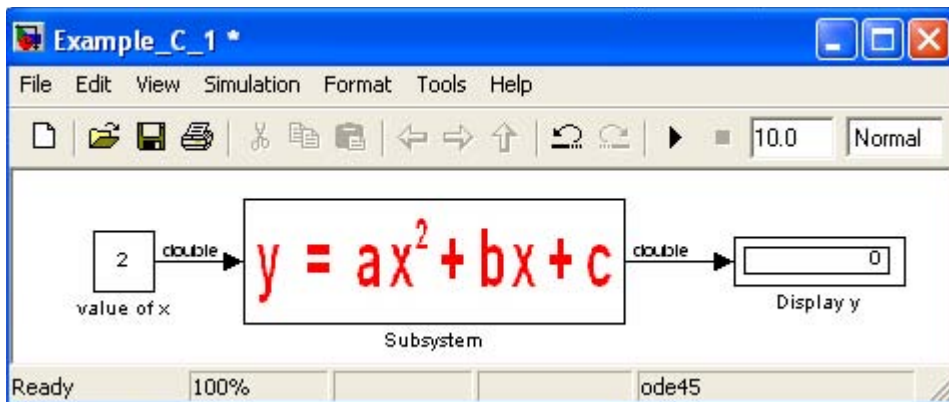 Example_C_1 *
File Edit View Simulation Format Tools Help
10.0 Normal
2 double y = ax² + bx + c double 0
value of x Subsystem Display y
Ready 100% ode45